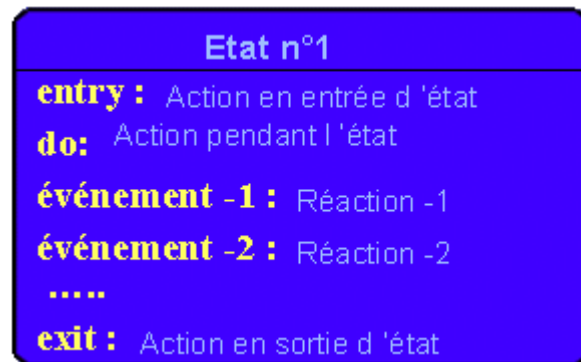 Etat n°1
entry : Action en entrée d 'état
do: Action pendant l 'état
événement -1 : Réaction -1
événement -2 : Réaction -2
.....
exit : Action en sortie d 'état